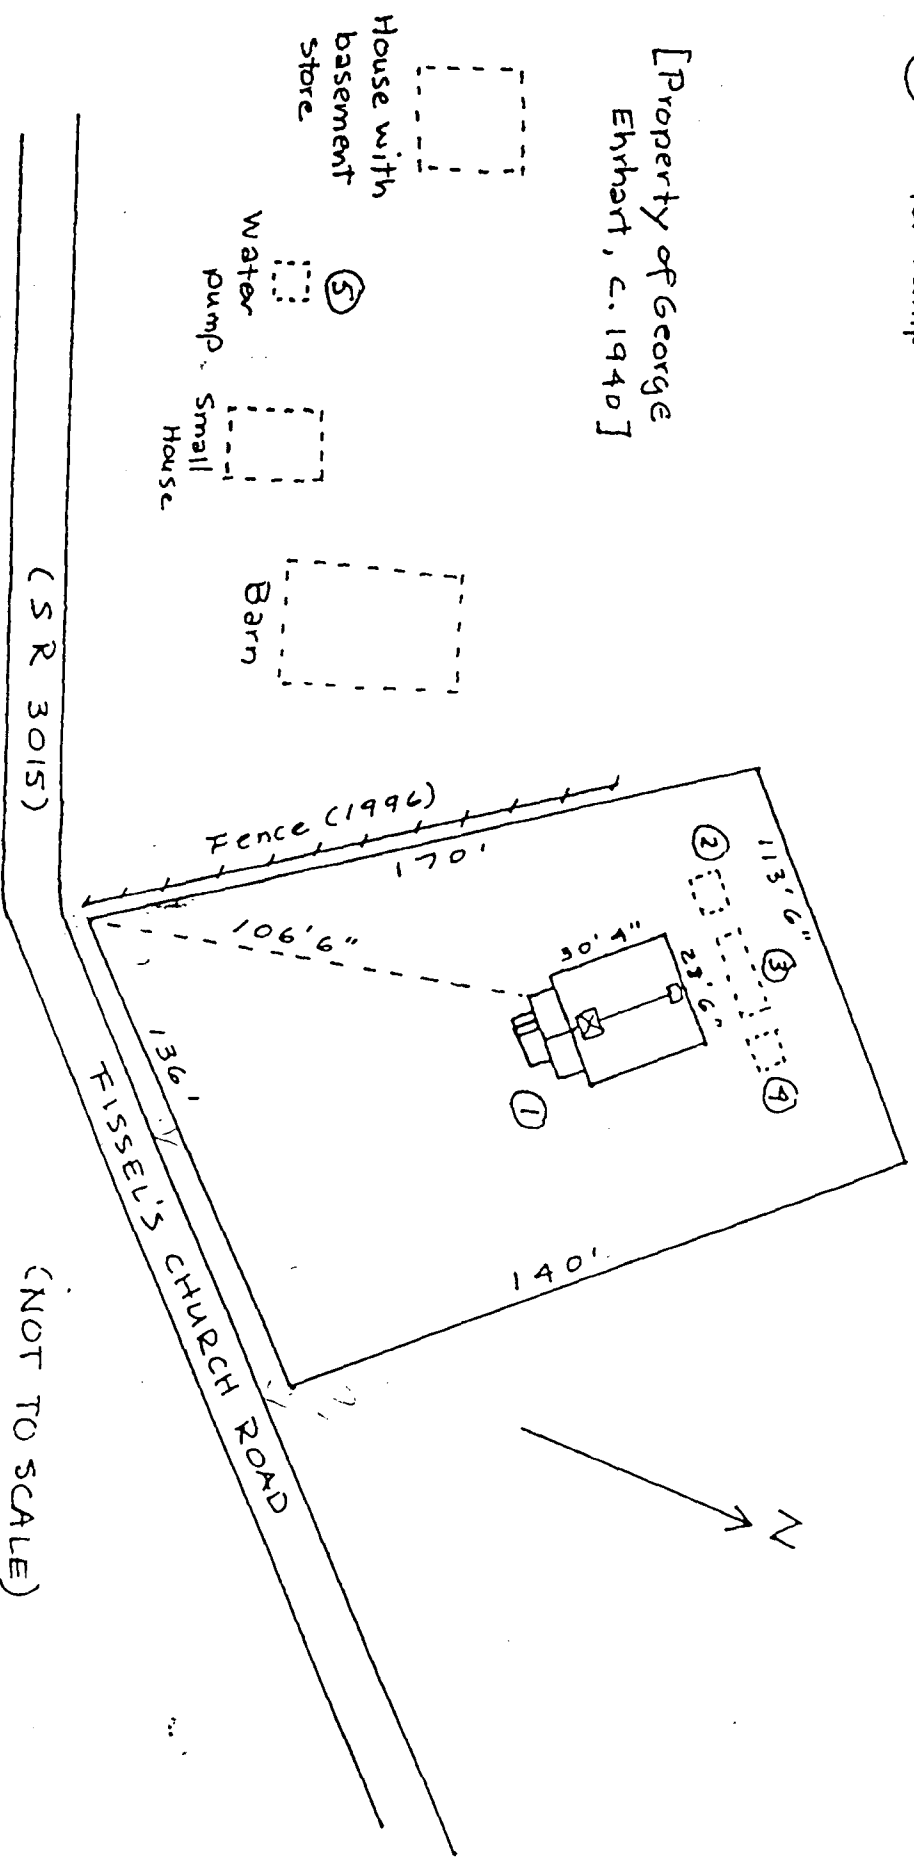 [Property of George
Ehrhart, c. 1940]
House with
basement
store
⑤
Water
pump
Small
House
Barn
Fence (1996)
170'
113'6"
②
③
④
30'4"
106'6"
①
136'
140'
N
(SR 3015)
FISSEL'S CHURCH ROAD
(NOT TO SCALE)